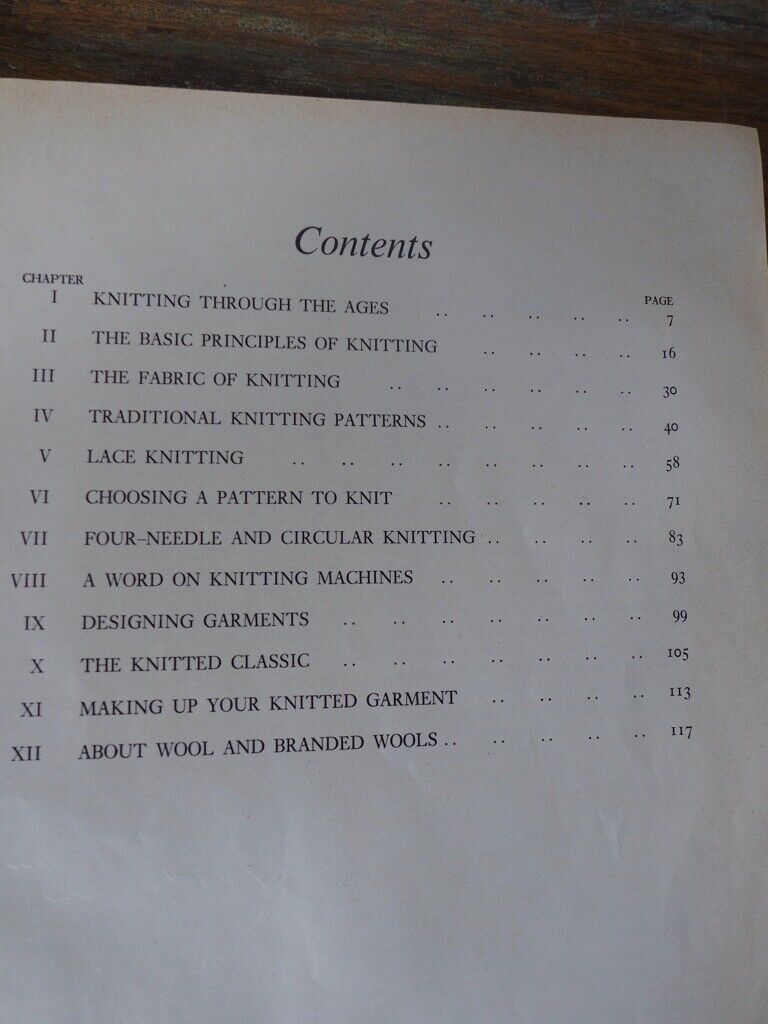 Contents
CHAPTER PAGE
I KNITTING THROUGH THE AGES .. .. .. .. .. 7
II THE BASIC PRINCIPLES OF KNITTING .. .. .. .. 16
III THE FABRIC OF KNITTING .. .. .. .. .. .. 30
IV TRADITIONAL KNITTING PATTERNS .. .. .. .. .. 40
V LACE KNITTING .. .. .. .. .. .. .. .. 58
VI CHOOSING A PATTERN TO KNIT .. .. .. .. .. 71
VII FOUR-NEEDLE AND CIRCULAR KNITTING .. .. .. .. 83
VIII A WORD ON KNITTING MACHINES .. .. .. .. .. 93
IX DESIGNING GARMENTS .. .. .. .. .. .. .. 99
X THE KNITTED CLASSIC .. .. .. .. .. .. .. 105
XI MAKING UP YOUR KNITTED GARMENT .. .. .. .. 113
XII ABOUT WOOL AND BRANDED WOOLS .. .. .. .. .. 117